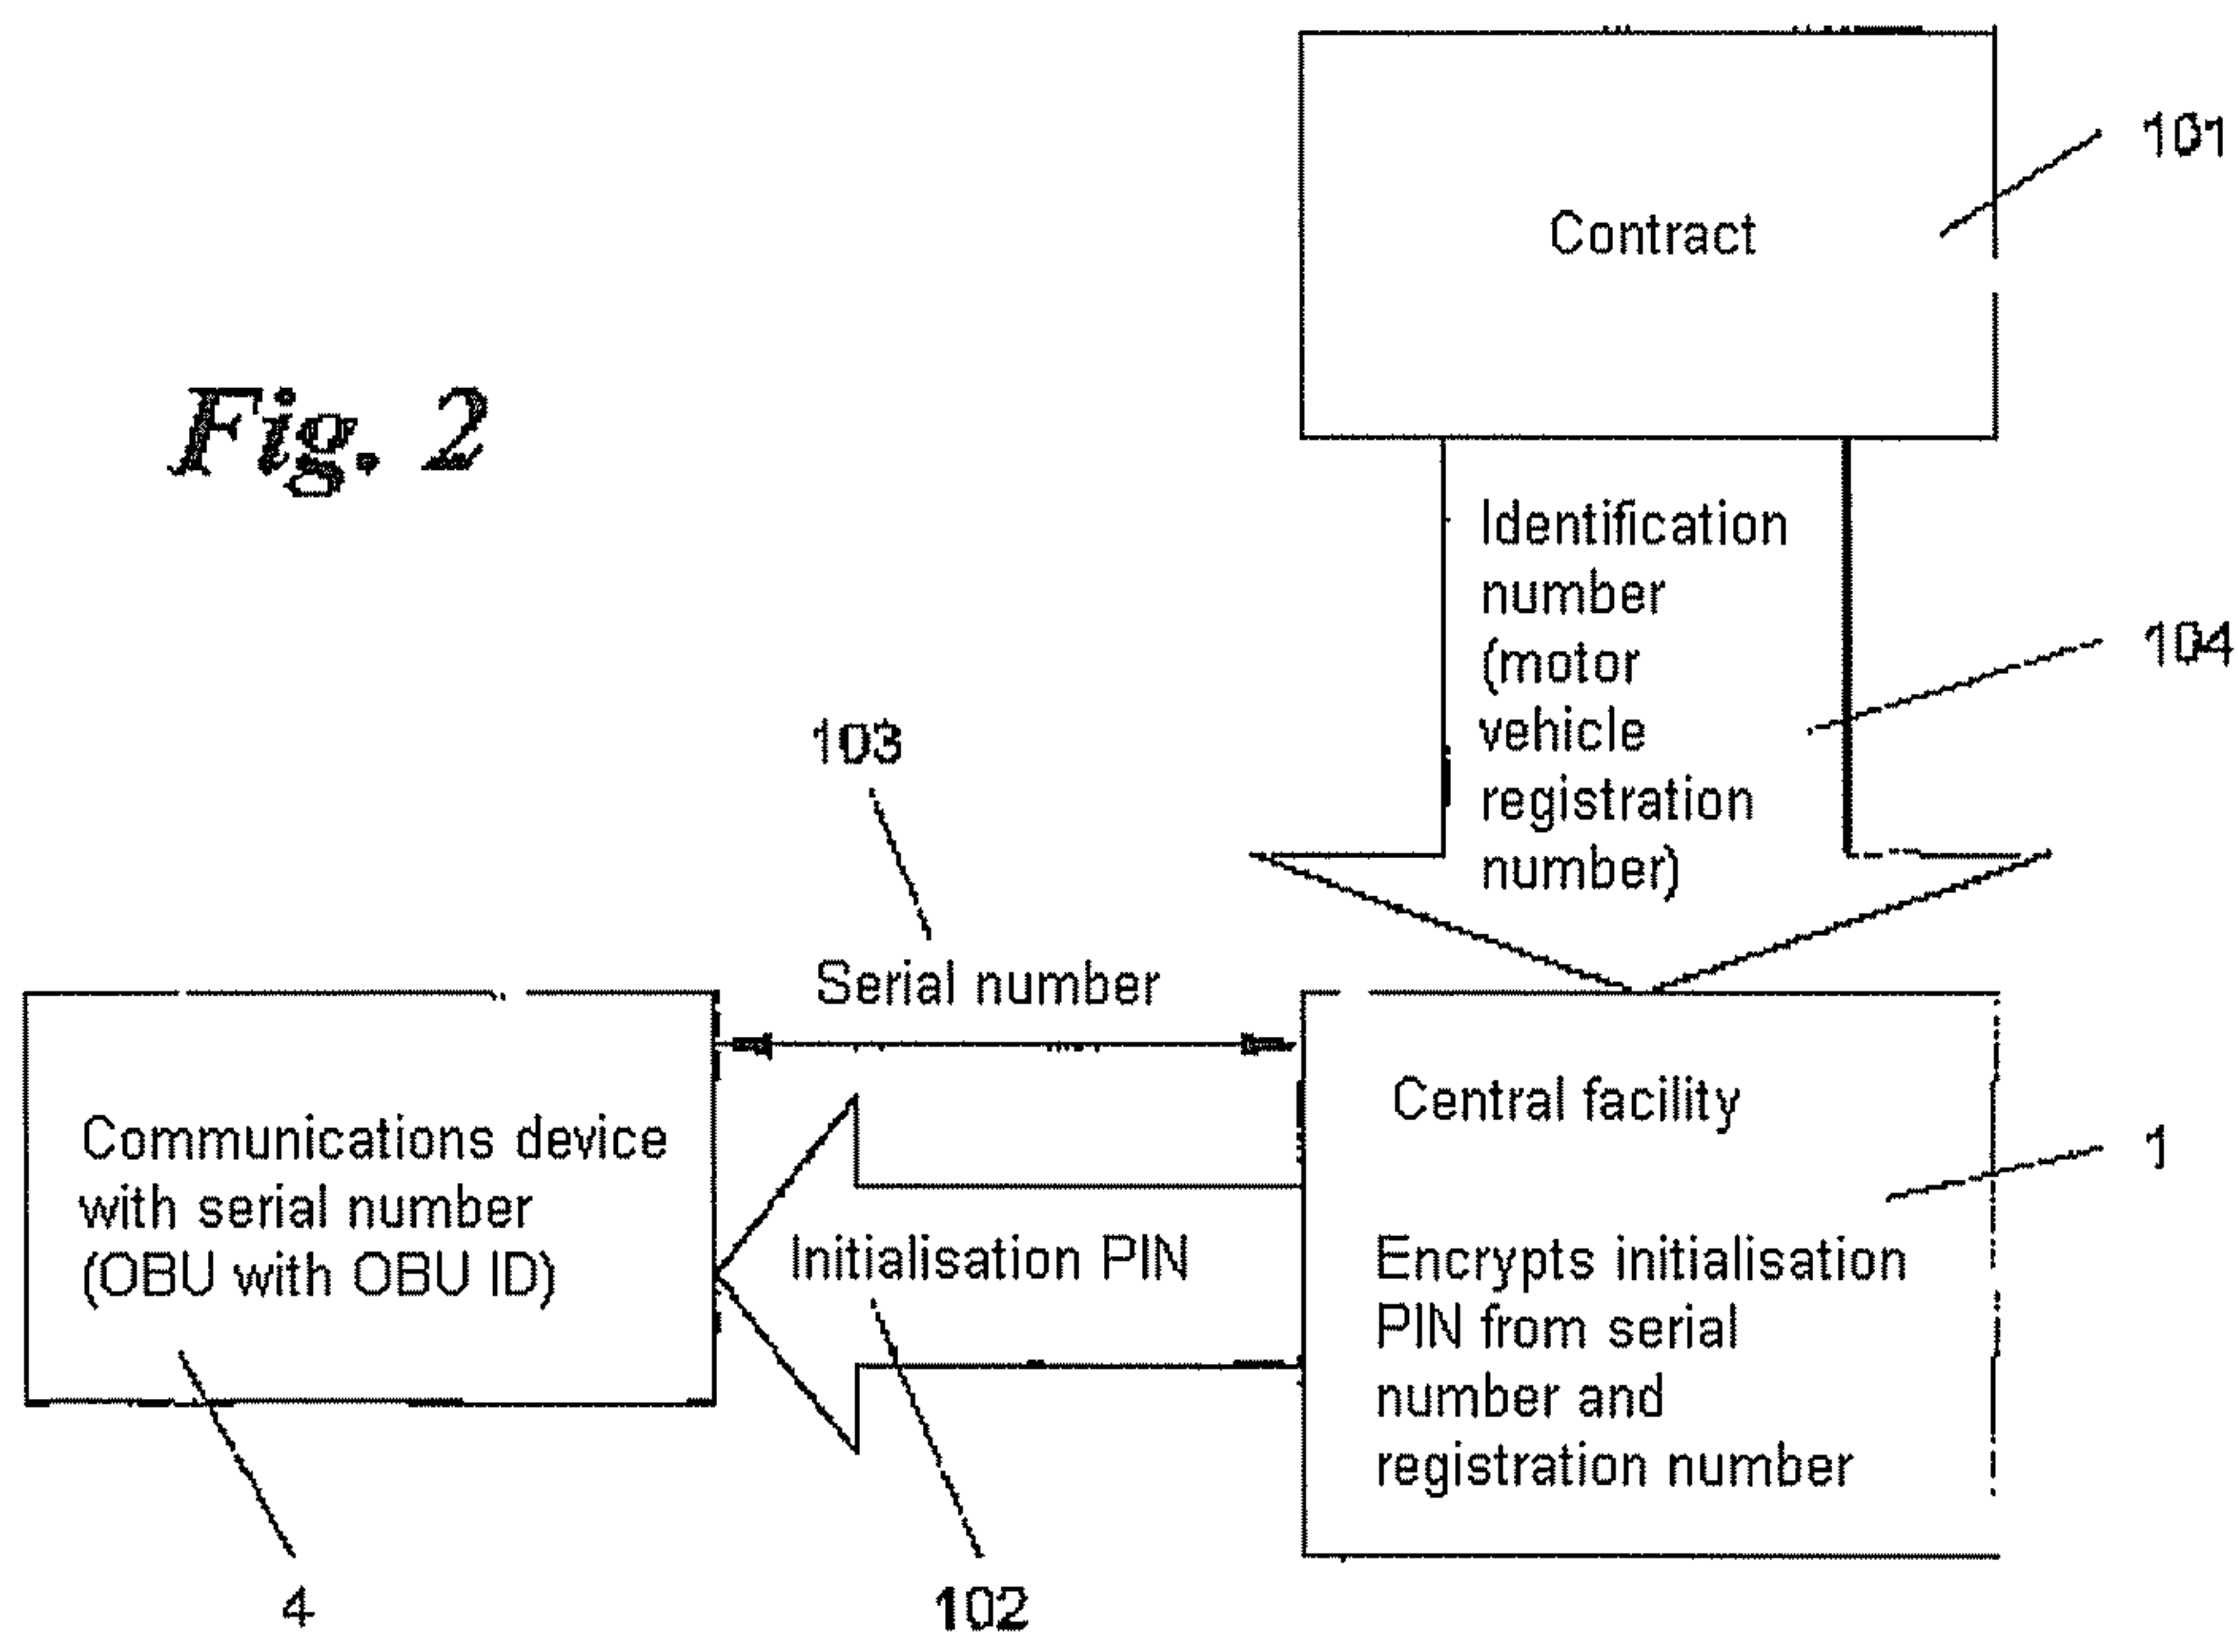 Contract
101
Fig. 2
Identification
number
(motor
vehicle
registration
number)
104
103
Serial number
Communications device
with serial number
(OBU with OBU ID)
Initialisation PIN
Central facility
Encrypts initialisation
PIN from serial
number and
registration number
1
4
102